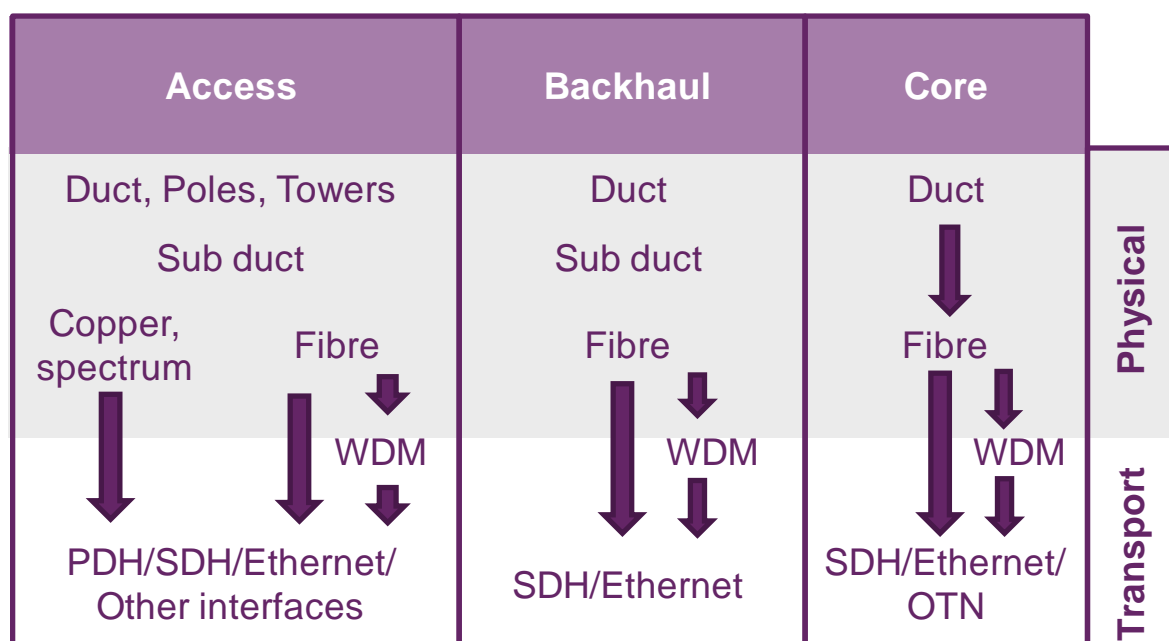 Access
Backhaul
Core
Duct, Poles, Towers
Duct
Duct
Sub duct
Sub duct
Copper,
spectrum
Fibre
Fibre
Fibre
Physical
WDM
WDM
WDM
PDH/SDH/Ethernet/
Other interfaces
SDH/Ethernet
SDH/Ethernet/
OTN
Transport